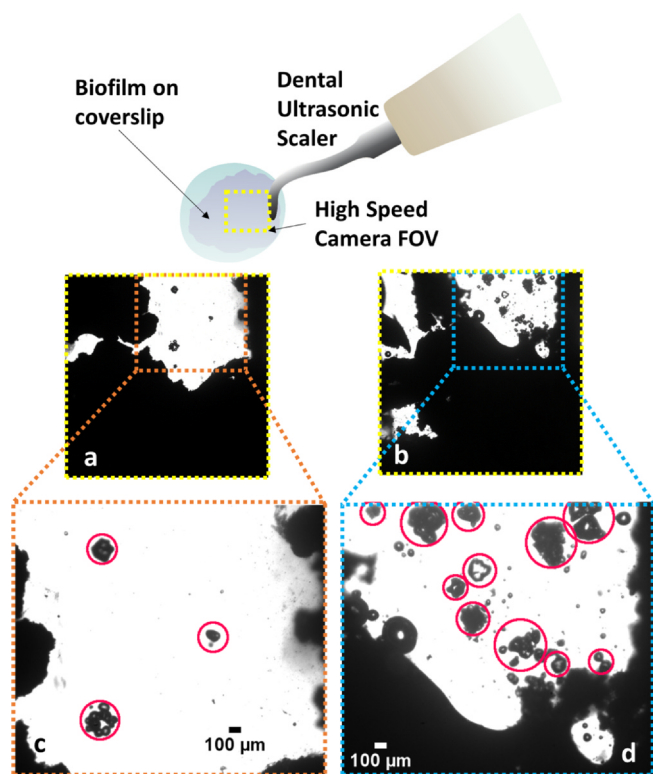 Biofilm on
coverslip
Dental
Ultrasonic
Scaler
High Speed
Camera FOV
a
b
c
100 µm
d
100 µm